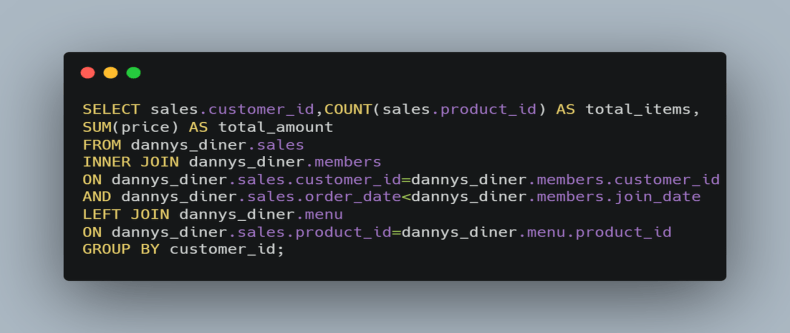 SELECT sales.customer_id,COUNT(sales.product_id) AS total_items,
SUM(price) AS total_amount
FROM dannys_diner.sales
INNER JOIN dannys_diner.members
ON dannys_diner.sales.customer_id=dannys_diner.members.customer_id
AND dannys_diner.sales.order_date<dannys_diner.members.join_date
LEFT JOIN dannys_diner.menu
ON dannys_diner.sales.product_id=dannys_diner.menu.product_id
GROUP BY customer_id;